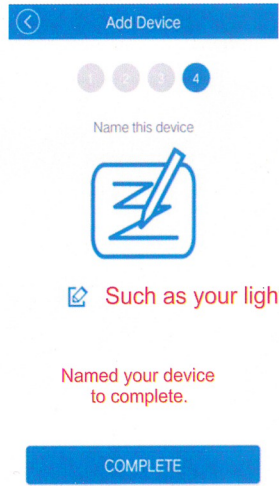 Add Device
1 2 3 4
Name this device
Such as your ligh
Named your device
to complete.
COMPLETE